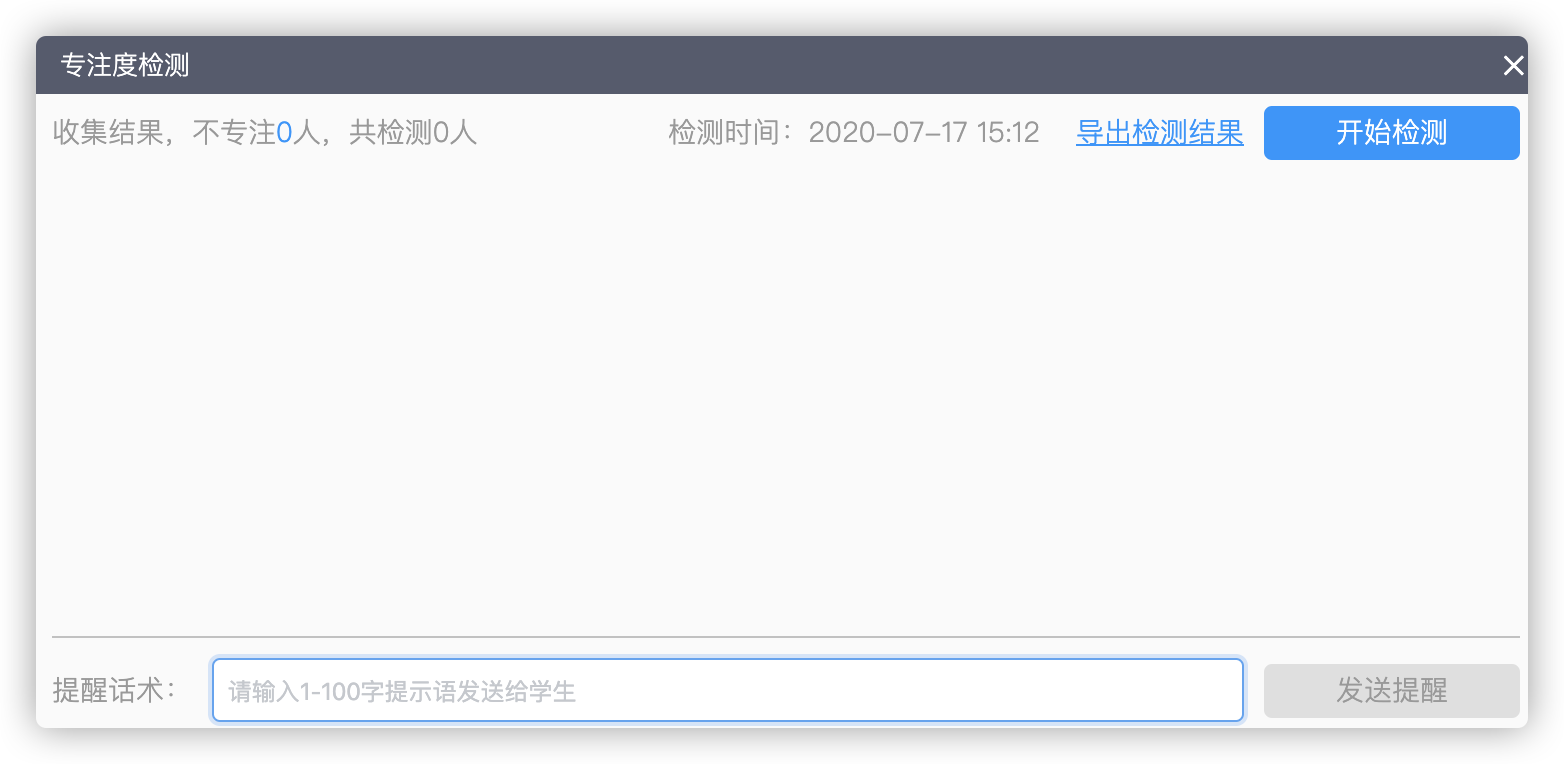 专注度检测
收集结果，不专注0人，共检测0人 检测时间：2020-07-17 15:12 导出检测结果 开始检测
提醒话术： 请输入1-100字提示语发送给学生 发送提醒